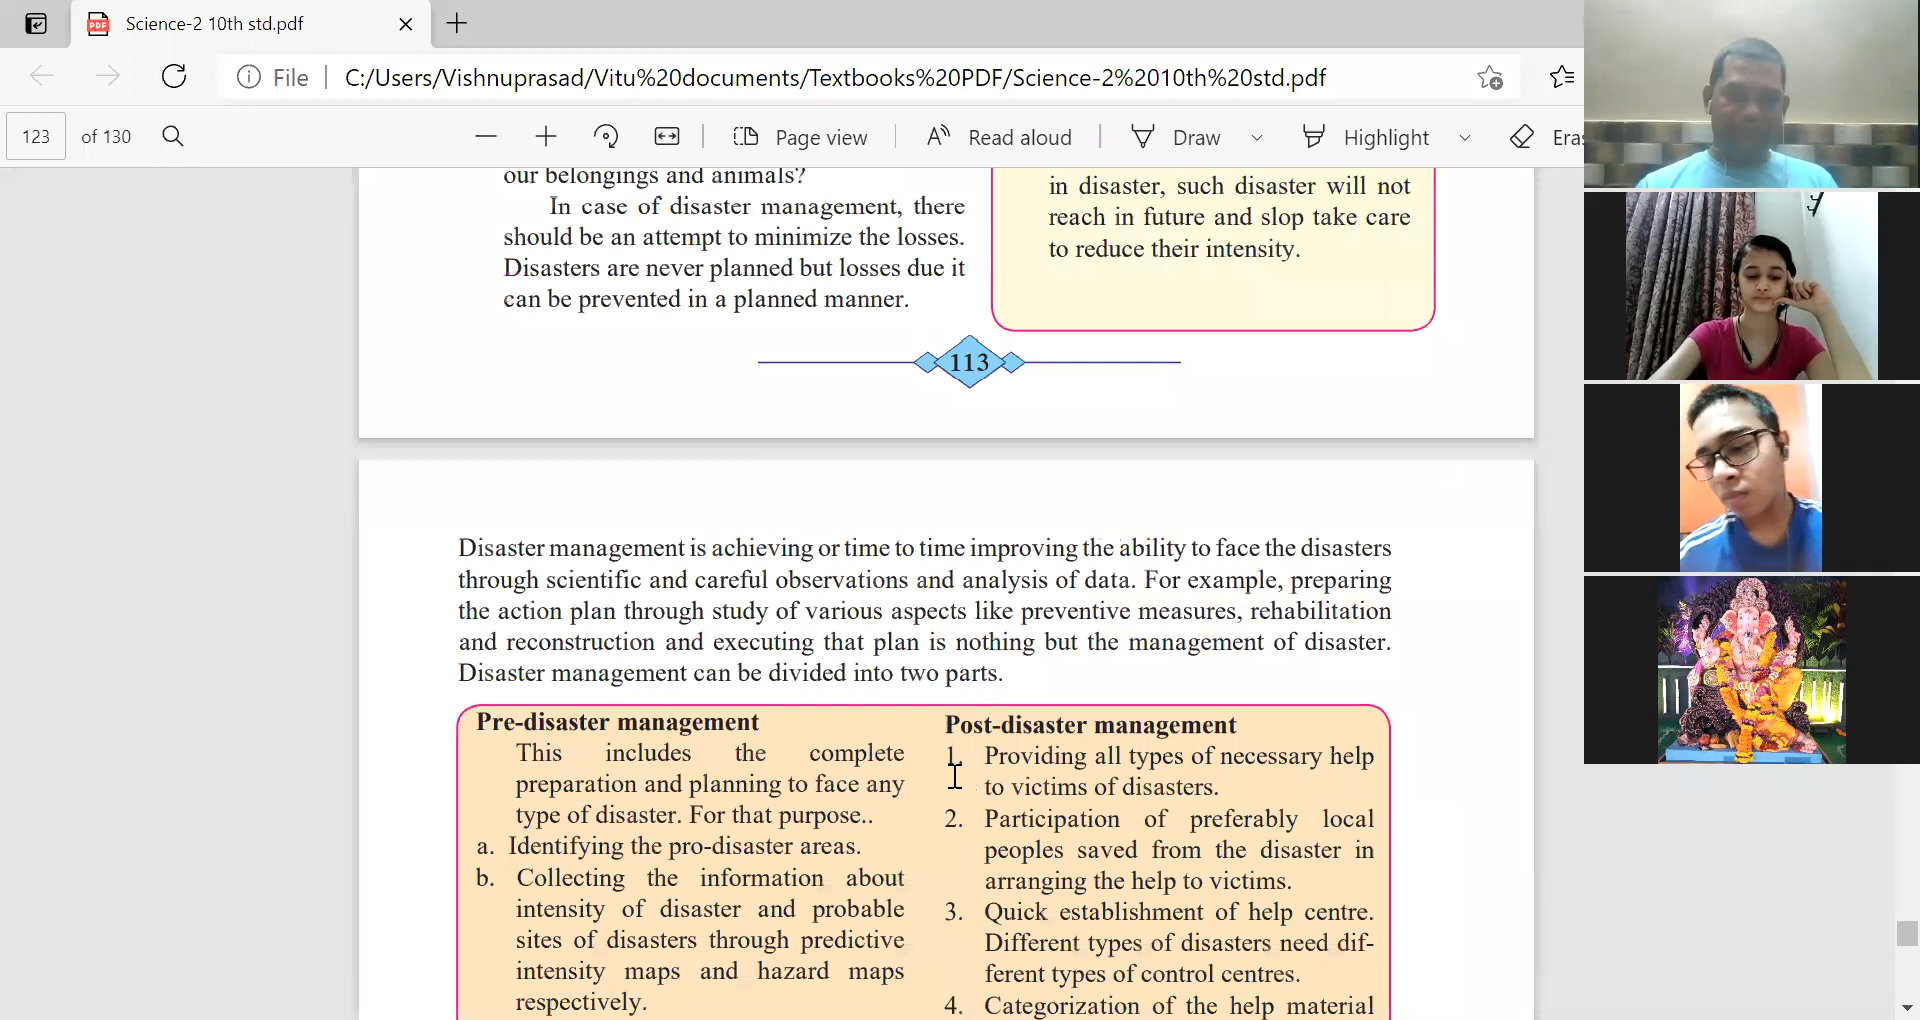 Science-2 10th std.pdf
File
C:/Users/Vishnuprasad/Vitu%20documents/Textbooks%20PDF/Science-2%2010th%20std.pdf
123 of 130
Page view
Read aloud
Draw
Highlight
Era
our belongings and animals?
In case of disaster management, there
should be an attempt to minimize the losses.
Disasters are never planned but losses due it
can be prevented in a planned manner.
in disaster, such disaster will not
reach in future and slop take care
to reduce their intensity.
113
Disaster management is achieving or time to time improving the ability to face the disasters
through scientific and careful observations and analysis of data. For example, preparing
the action plan through study of various aspects like preventive measures, rehabilitation
and reconstruction and executing that plan is nothing but the management of disaster.
Disaster management can be divided into two parts.
Pre-disaster management
This includes the complete
preparation and planning to face any
type of disaster. For that purpose..
a. Identifying the pro-disaster areas.
b. Collecting the information about
intensity of disaster and probable
sites of disasters through predictive
intensity maps and hazard maps
respectively.
Post-disaster management
1. Providing all types of necessary help
to victims of disasters.
2. Participation of preferably local
peoples saved from the disaster in
arranging the help to victims.
3. Quick establishment of help centre.
Different types of disasters need dif-
ferent types of control centres.
4. Categorization of the help material